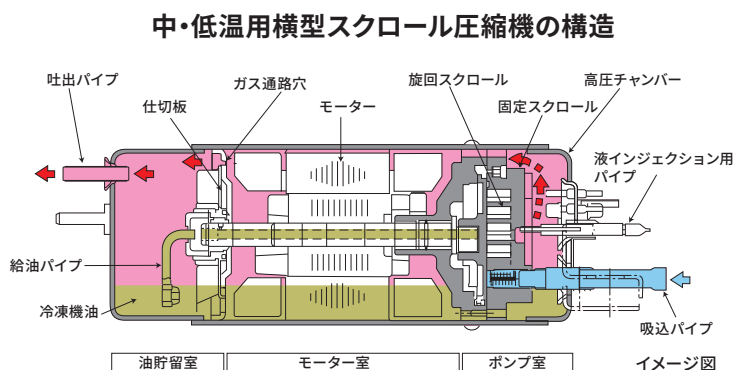 中・低温用横型スクロール圧縮機の構造
吐出パイプ
仕切板
ガス通路穴
モーター
旋回スクロール
固定スクロール
高圧チャンバー
液インジェクション用
パイプ
給油パイプ
冷凍機油
吸込パイプ
油貯留室
モーター室
ポンプ室
イメージ図